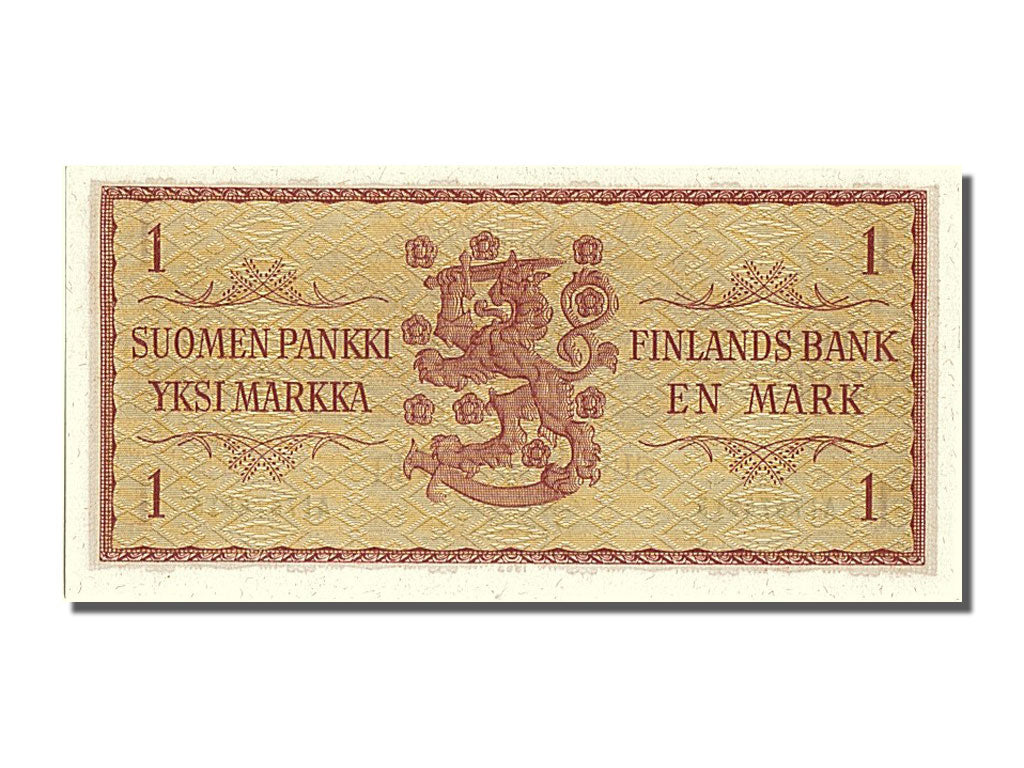 1 1
SUOMEN PANKKI FINLANDS BANK
YKSI MARKKA EN MARK
1 1